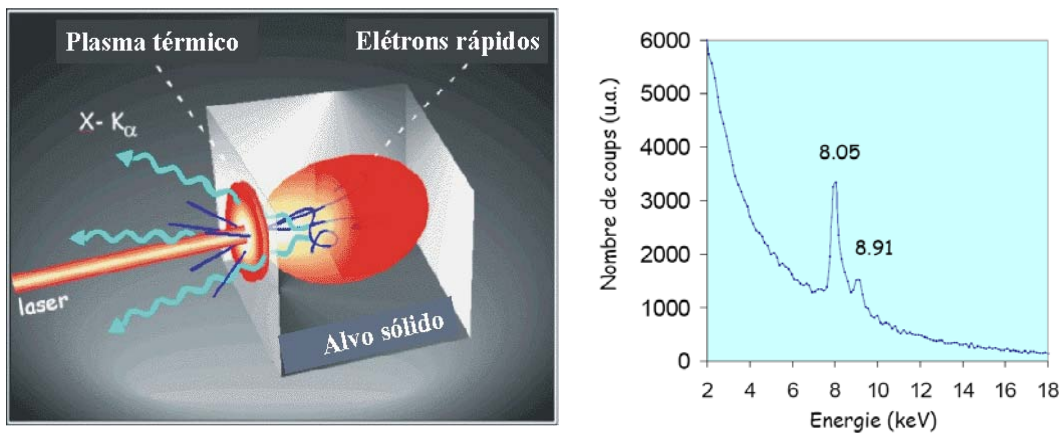 Plasma térmico
Elétrons rápidos
X- Kα
laser
Alvo sólido
Nombre de coups (u.a.)
6000
5000
4000
3000
2000
1000
0
8.05
8.91
2 4 6 8 10 12 14 16 18
Energie (keV)